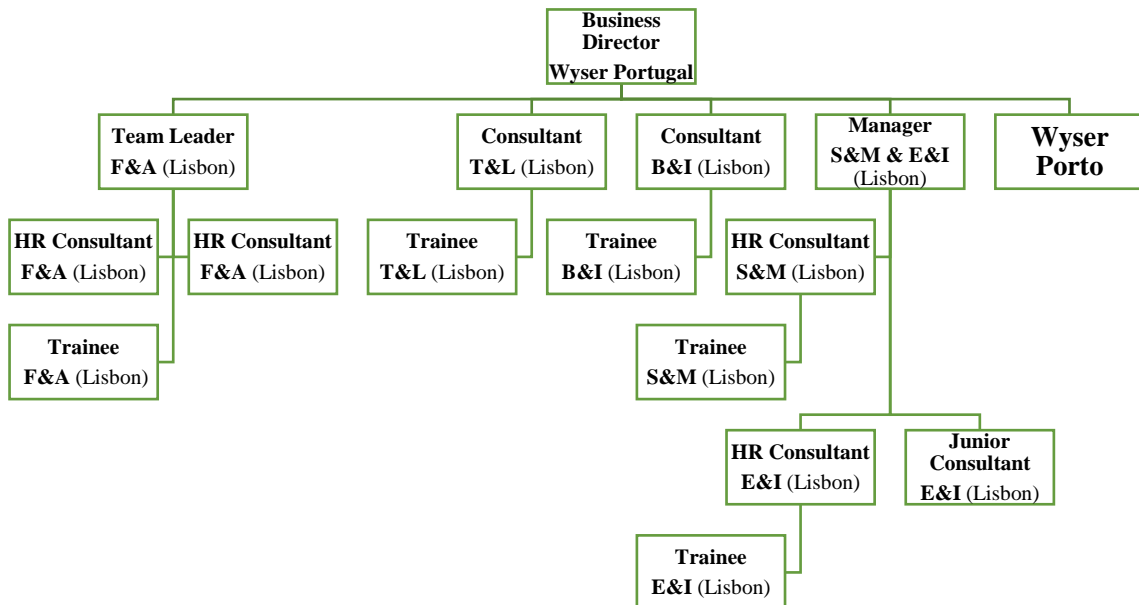 Business
Director
Wyser Portugal
Team Leader
F&A (Lisbon)
Consultant
T&L (Lisbon)
Consultant
B&I (Lisbon)
Manager
S&M & E&I
(Lisbon)
Wyser
Porto
HR Consultant
F&A (Lisbon)
HR Consultant
F&A (Lisbon)
Trainee
T&L (Lisbon)
Trainee
B&I (Lisbon)
HR Consultant
S&M (Lisbon)
Trainee
F&A (Lisbon)
Trainee
S&M (Lisbon)
HR Consultant
E&I (Lisbon)
Junior
Consultant
E&I (Lisbon)
Trainee
E&I (Lisbon)